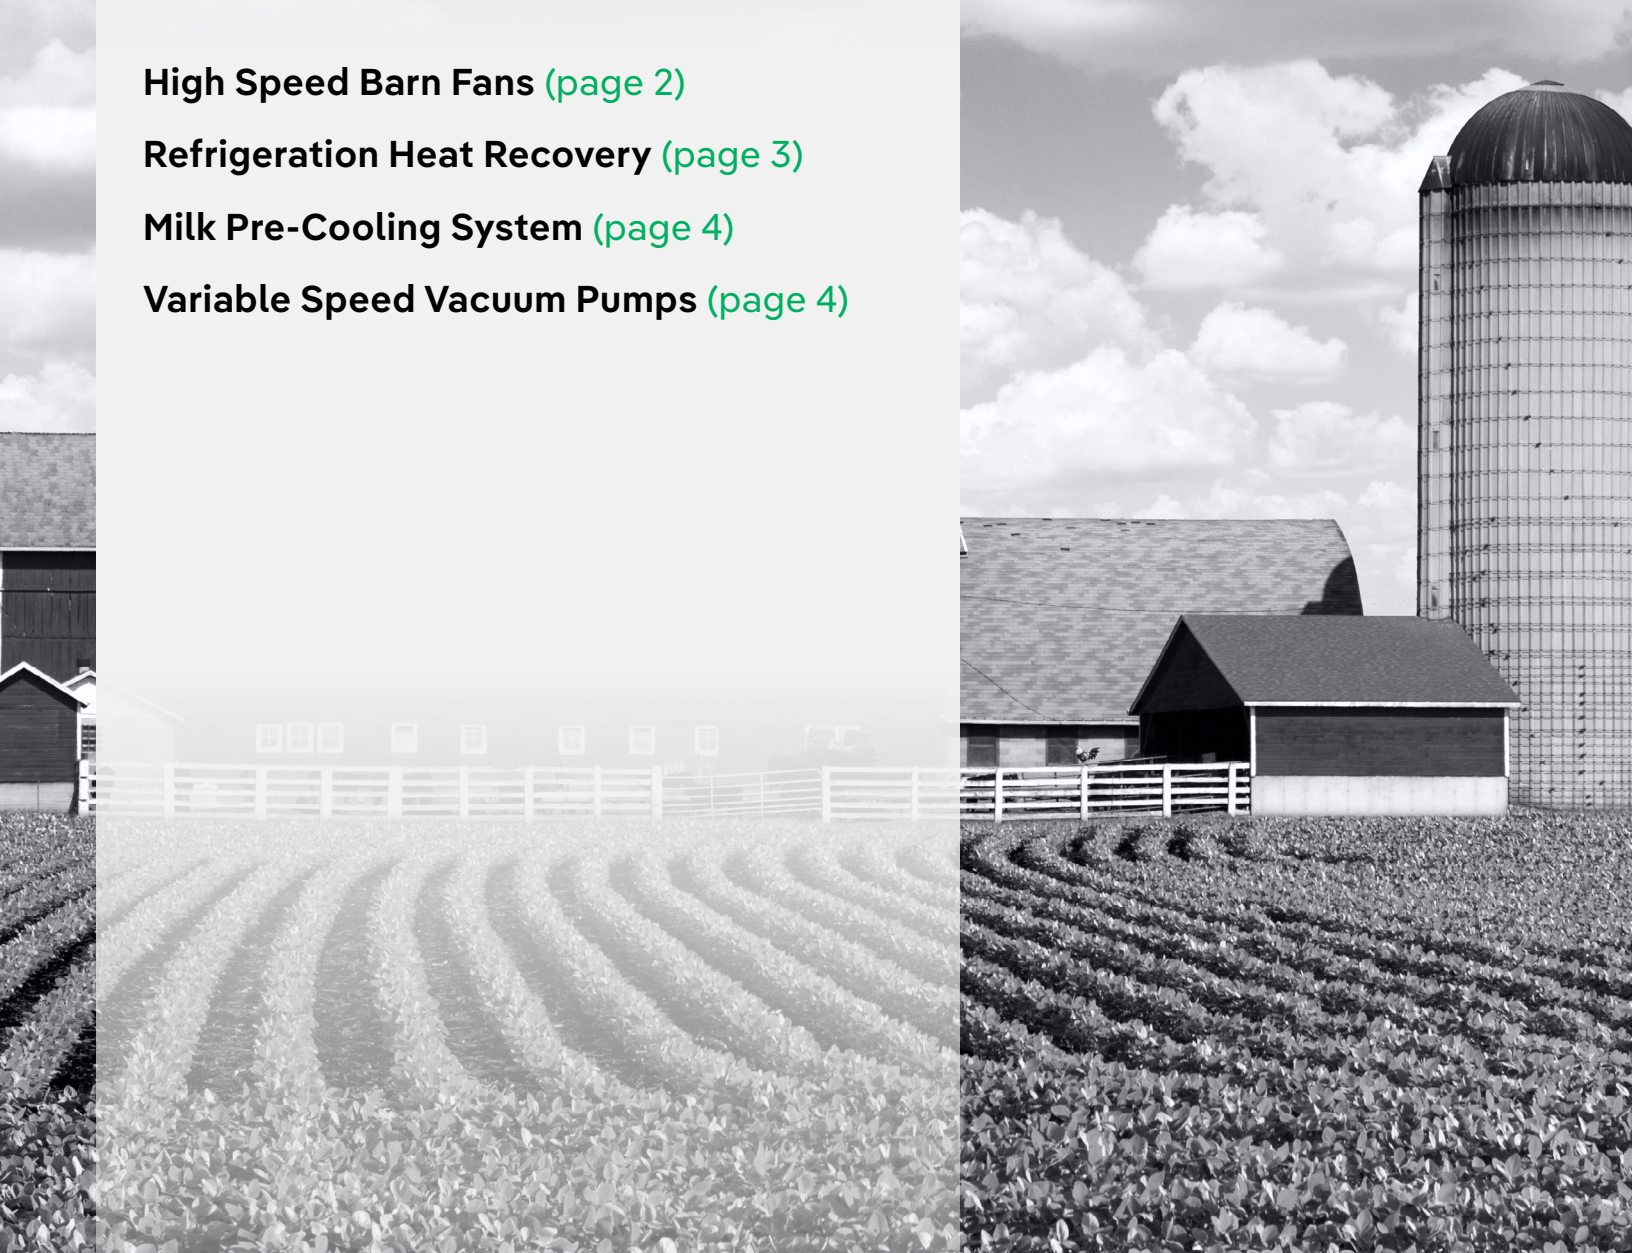 High Speed Barn Fans (page 2)
Refrigeration Heat Recovery (page 3)
Milk Pre-Cooling System (page 4)
Variable Speed Vacuum Pumps (page 4)